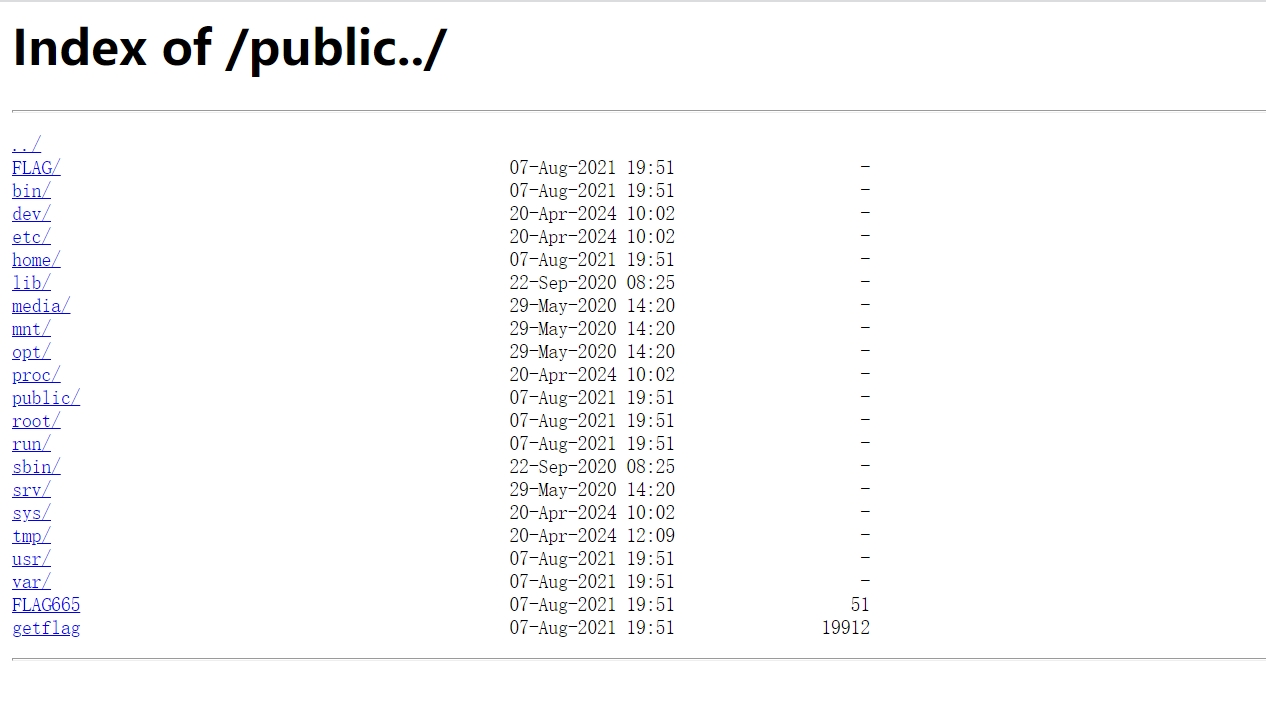 Index of /public../
../
FLAG/ 07-Aug-2021 19:51 -
bin/ 07-Aug-2021 19:51 -
dev/ 20-Apr-2024 10:02 -
etc/ 20-Apr-2024 10:02 -
home/ 07-Aug-2021 19:51 -
lib/ 22-Sep-2020 08:25 -
media/ 29-May-2020 14:20 -
mnt/ 29-May-2020 14:20 -
opt/ 29-May-2020 14:20 -
proc/ 20-Apr-2024 10:02 -
public/ 07-Aug-2021 19:51 -
root/ 07-Aug-2021 19:51 -
run/ 07-Aug-2021 19:51 -
sbin/ 22-Sep-2020 08:25 -
srv/ 29-May-2020 14:20 -
sys/ 20-Apr-2024 10:02 -
tmp/ 20-Apr-2024 12:09 -
usr/ 07-Aug-2021 19:51 -
var/ 07-Aug-2021 19:51 -
FLAG665 07-Aug-2021 19:51 51
getflag 07-Aug-2021 19:51 19912